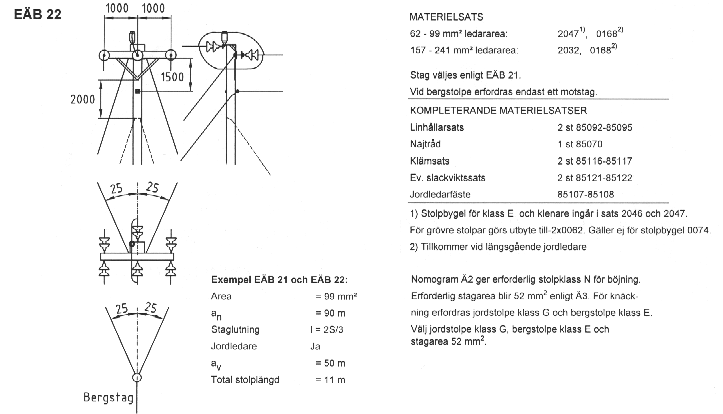 EÄB 22
1000 1000
1500
2000
25 25
25 25
Bergstag
Exempel EÄB 21 och EÄB 22:
Area = 99 mm²
an = 90 m
Staglutning l = 2S/3
Jordledare Ja
av = 50 m
Total stolplängd = 11 m
MATERIELSATS
62 - 99 mm² ledararea: 2047 1), 0168 2)
157 - 241 mm² ledararea: 2032, 0168 2)
Stag väljes enligt EÄB 21.
Vid bergstolpe erfordras endast ett motstag.
KOMPLETERANDE MATERIELSATSER
Linhållarsats 2 st 85092-85095
Najtråd 1 st 85070
Klämsats 2 st 85116-85117
Ev. slackviktssats 2 st 85121-85122
Jordledarfäste 85107-85108
1) Stolpbygel för klass E och klenare ingår i sats 2046 och 2047.
För grövre stolpar görs utbyte till-2x0062. Gäller ej för stolpbygel 0074.
2) Tillkommer vid längsgående jordledare
Nomogram Ä2 ger erforderlig stolpklass N för böjning.
Erforderlig stagarea blir 52 mm² enligt Ä3. För knäck-
ning erfordras jordstolpe klass G och bergstolpe klass E.
Välj jordstolpe klass G, bergstolpe klass E och
stagarea 52 mm².